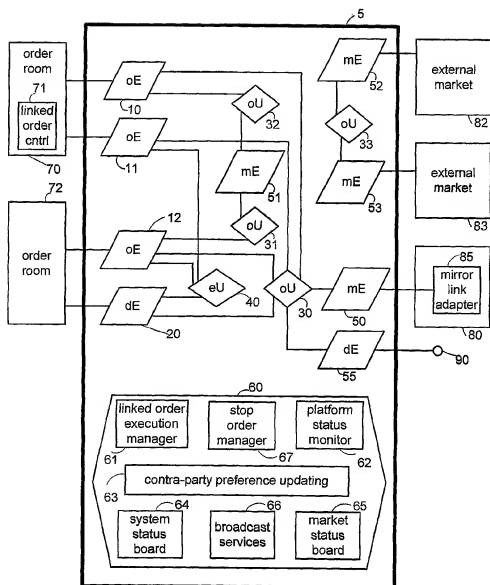 5
order
room
71
linked
order
cntrl
70
72
order
room
oE
10
oE
11
12
oE
dE
20
oU
32
mE
51
oU
31
eU
40
oU
30
mE
52
oU
33
mE
53
mE
50
dE
55
external
market
82
external
market
83
85
mirror
link
adapter
80
90
60
linked order
execution
manager
61
stop
order
manager
67
platform
status
monitor
62
63
contra-party preference updating
64
system
status
board
66
broadcast
services
65
market
status
board